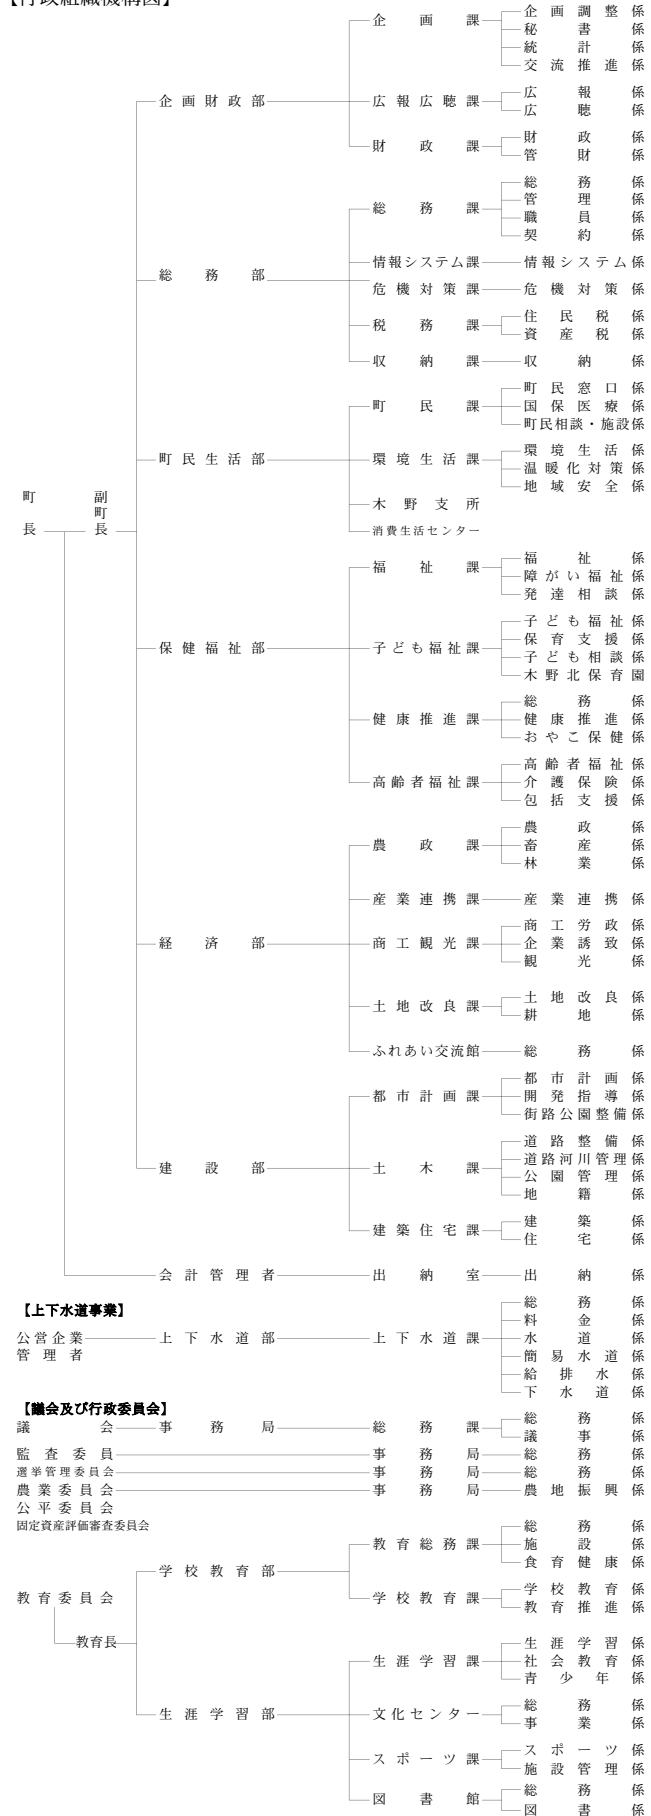 【行政組織機構図】
企画課
企画調整係
秘書係
統計係
交流推進係
企画財政部
広報広聴課
広報係
広聴係
財政課
財政係
管財係
総務課
総務係
管理係
職員係
契約係
総務部
情報システム課
情報システム係
危機対策課
危機対策係
税務課
住民税係
資産税係
収納課
収納係
町民課
町民窓口係
国保医療係
町民相談・施設係
町民生活部
環境生活課
環境生活係
温暖化対策係
地域安全係
町長
副町長
木野支所
消費生活センター
福祉課
福祉係
障がい福祉係
発達相談係
保健福祉部
子ども福祉課
子ども福祉係
保育支援係
子ども相談係
木野北保育園
健康推進課
総務係
健康推進係
おやこ保健係
高齢者福祉課
高齢者福祉係
介護保険係
包括支援係
農政課
農政係
畜産係
林業係
産業連携課
産業連携係
経済部
商工観光課
商工労政係
企業誘致係
観光係
土地改良課
土地改良係
耕地係
ふれあい交流館
総務係
都市計画課
都市計画係
開発指導係
街路公園整備係
建設部
土木課
道路整備係
道路河川管理係
公園管理係
地籍係
建築住宅課
建築係
住宅係
会計管理者
出納室
出納係
【上下水道事業】
公営企業
管理者
上下水道部
上下水道課
総務係
料金係
水道係
簡易水道係
給排水係
下水道係
【議会及び行政委員会】
議会
事務局
総務課
総務係
議事係
監査委員
事務局
総務係
選挙管理委員会
事務局
総務係
農業委員会
事務局
農地振興係
公平委員会
固定資産評価審査委員会
学校教育部
教育総務課
総務係
施設係
食育健康係
教育委員会
学校教育課
学校教育係
教育推進係
教育長
生涯学習課
生涯学習係
社会教育係
青少年係
生涯学習部
文化センター
総務係
事業係
スポーツ課
スポーツ係
施設管理係
図書館
総務係
図書係